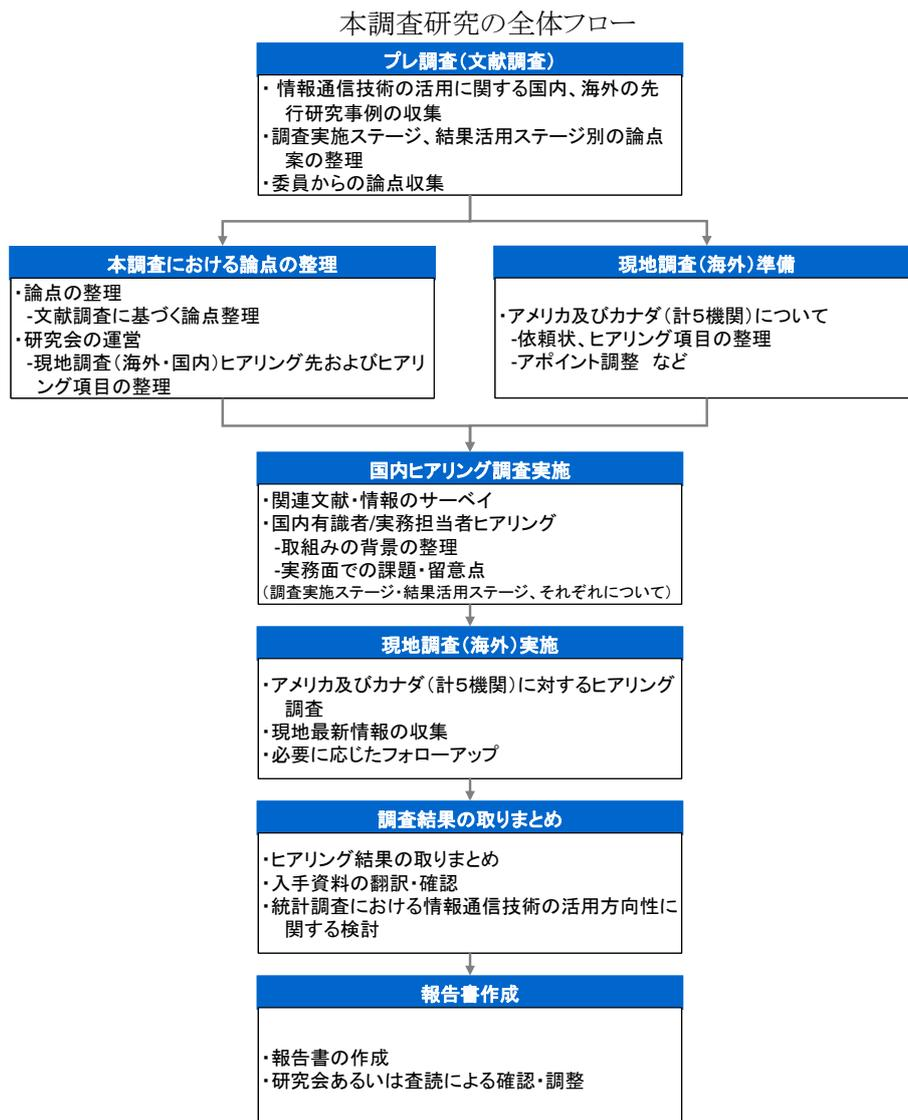 本調査研究の全体フロー
プレ調査(文献調査)
・ 情報通信技術の活用に関する国内、海外の先
行研究事例の収集
・調査実施ステージ、結果活用ステージ別の論点
案の整理
・委員からの論点収集
本調査における論点の整理
・論点の整理
-文献調査に基づく論点整理
・研究会の運営
-現地調査(海外・国内)ヒアリング先およびヒアリ
ング項目の整理
現地調査(海外)準備
・アメリカ及びカナダ(計5機関)について
-依頼状、ヒアリング項目の整理
-アポイント調整 など
国内ヒアリング調査実施
・関連文献・情報のサーベイ
・国内有識者/実務担当者ヒアリング
-取組みの背景の整理
-実務面での課題・留意点
(調査実施ステージ・結果活用ステージ、それぞれについて)
現地調査(海外)実施
・アメリカ及びカナダ(計5機関)に対するヒアリング
調査
・現地最新情報の収集
・必要に応じたフォローアップ
調査結果の取りまとめ
・ヒアリング結果の取りまとめ
・入手資料の翻訳・確認
・統計調査における情報通信技術の活用方向性に
関する検討
報告書作成
・報告書の作成
・研究会あるいは査読による確認・調整